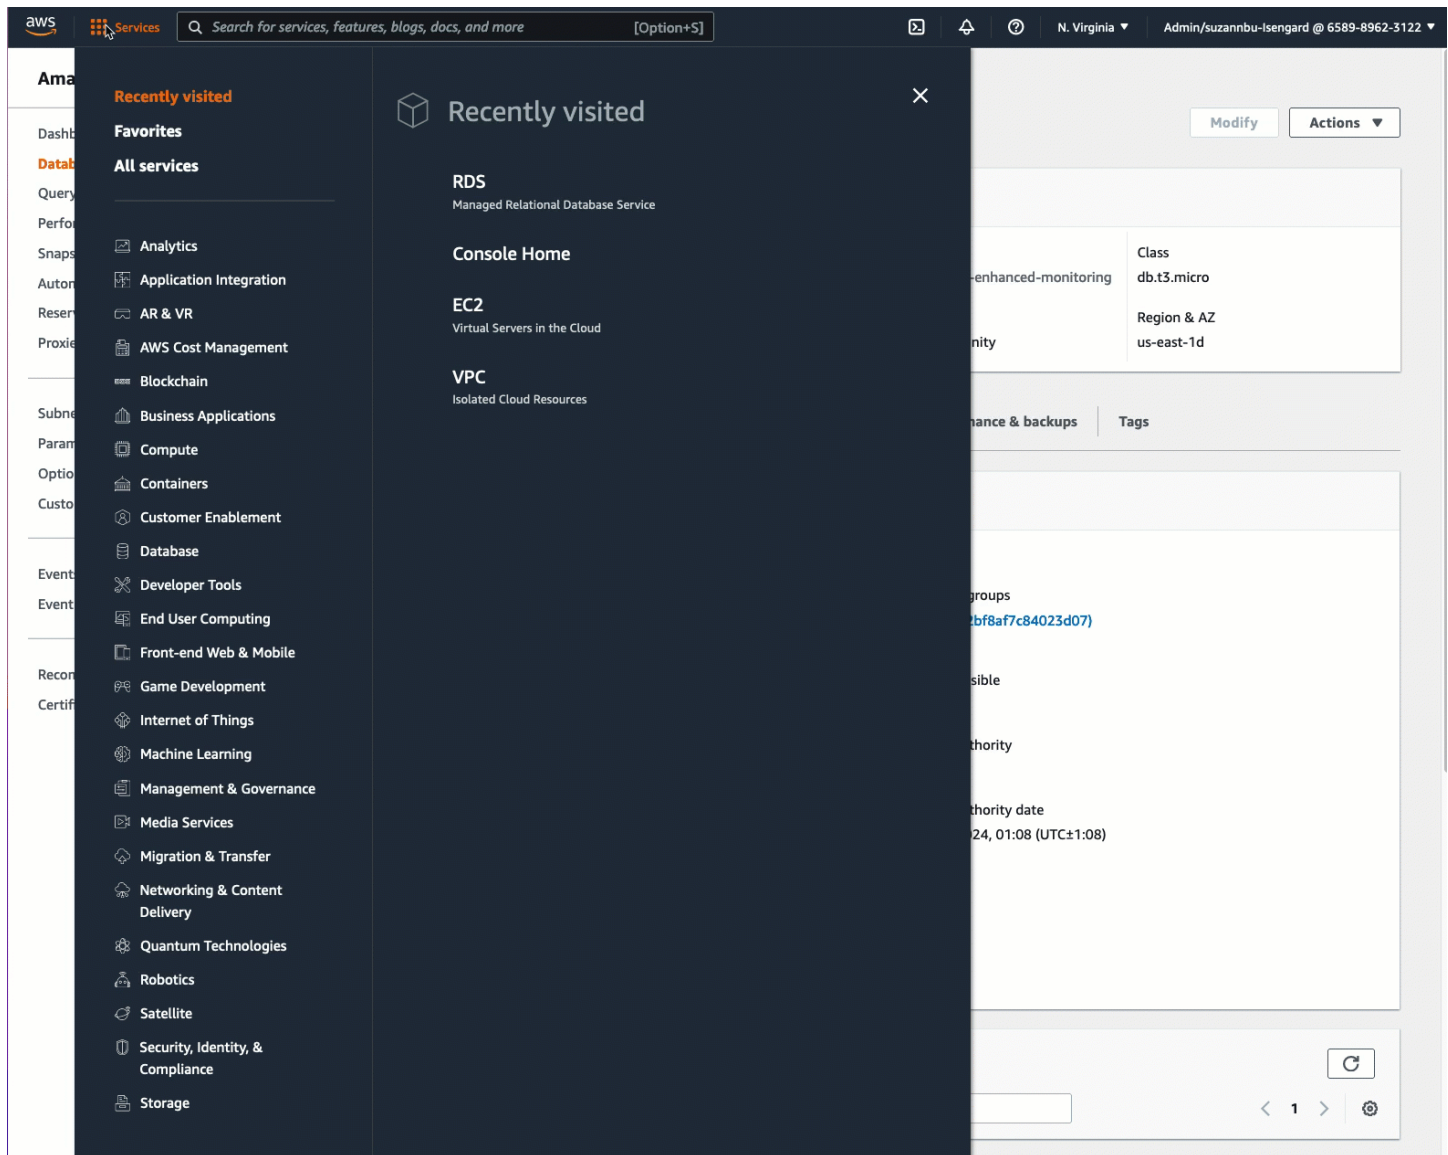 aws
Services
Search for services, features, blogs, docs, and more
[Option+S]
N. Virginia ▼
Admin/suzannbu-Isengard @ 6589-8962-3122 ▼
Ama
Dashb
Datab
Query
Perfor
Snaps
Auton
Reserv
Proxie
Subne
Param
Optio
Custo
Event
Event
Recon
Certifi
Recently visited
Favorites
All services
Analytics
Application Integration
AR & VR
AWS Cost Management
Blockchain
Business Applications
Compute
Containers
Customer Enablement
Database
Developer Tools
End User Computing
Front-end Web & Mobile
Game Development
Internet of Things
Machine Learning
Management & Governance
Media Services
Migration & Transfer
Networking & Content
Delivery
Quantum Technologies
Robotics
Satellite
Security, Identity, &
Compliance
Storage
Recently visited
RDS
Managed Relational Database Service
Console Home
EC2
Virtual Servers in the Cloud
VPC
Isolated Cloud Resources
Modify
Actions ▼
Class
-enhanced-monitoring
db.t3.micro
Region & AZ
nity
us-east-1d
nance & backups
Tags
groups
2bf8af7c84023d07)
sible
thority
thority date
24, 01:08 (UTC±1:08)
1